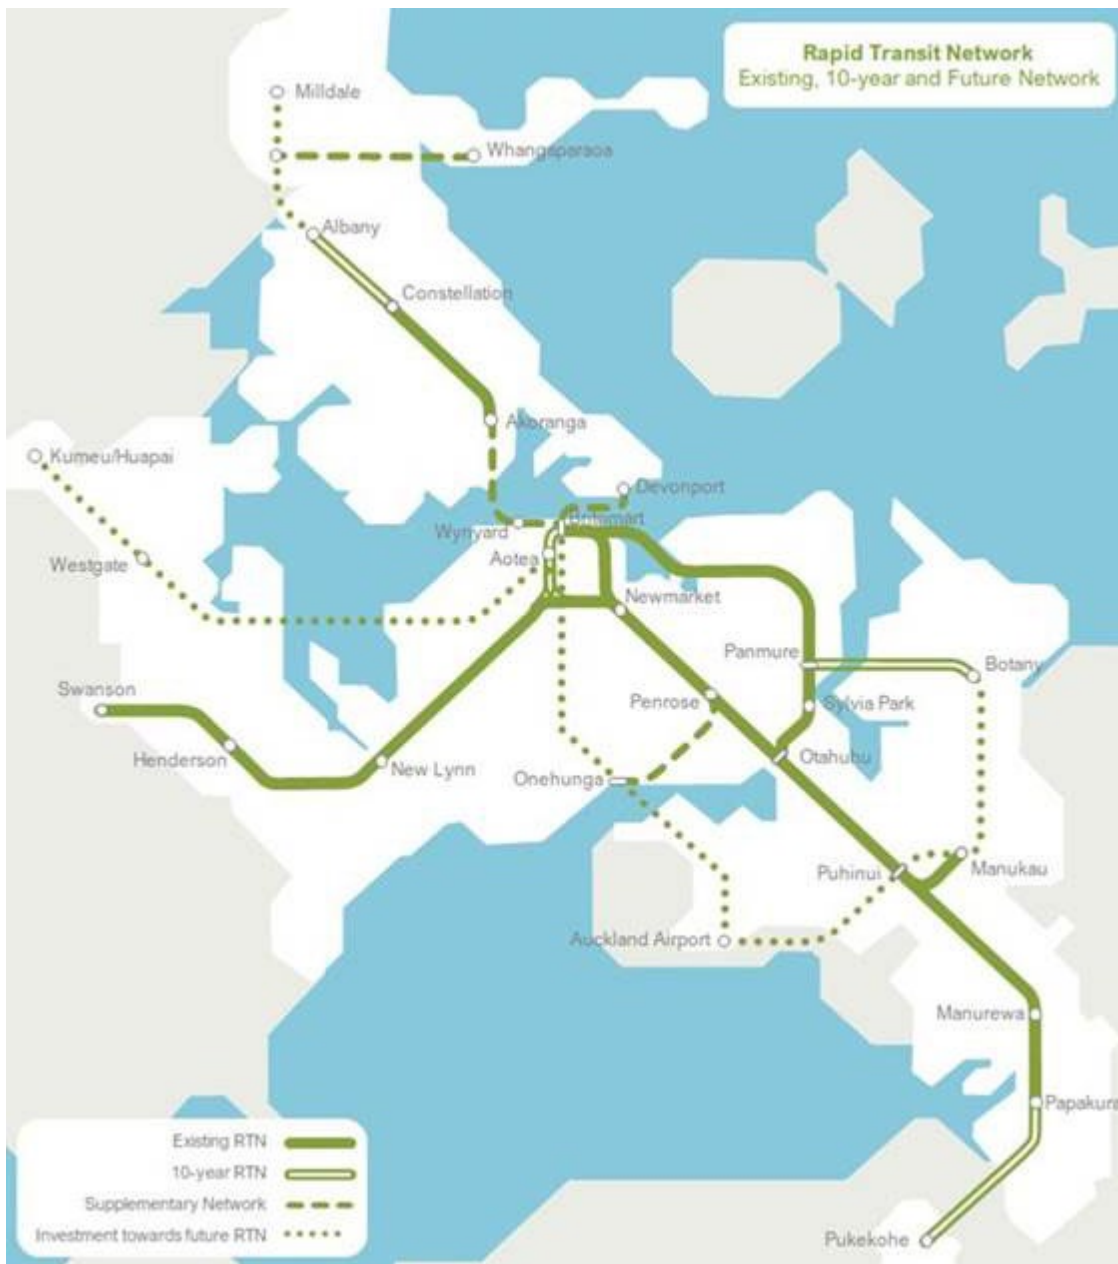 Rapid Transit Network
Existing, 10-year and Future Network
Milldale
Whangaparaoa
Albany
Constellation
Akoranga
Kumeu/Huapai
Devonport
Britomart
Wynyard
Aotea
Westgate
Newmarket
Panmure
Botany
Swanson
Penrose
Sylvia Park
Henderson
New Lynn
Otahuhu
Onehunga
Puhinui
Manukau
Auckland Airport
Manurewa
Papakura
Pukekohe
Existing RTN
10-year RTN
Supplementary Network
Investment towards future RTN